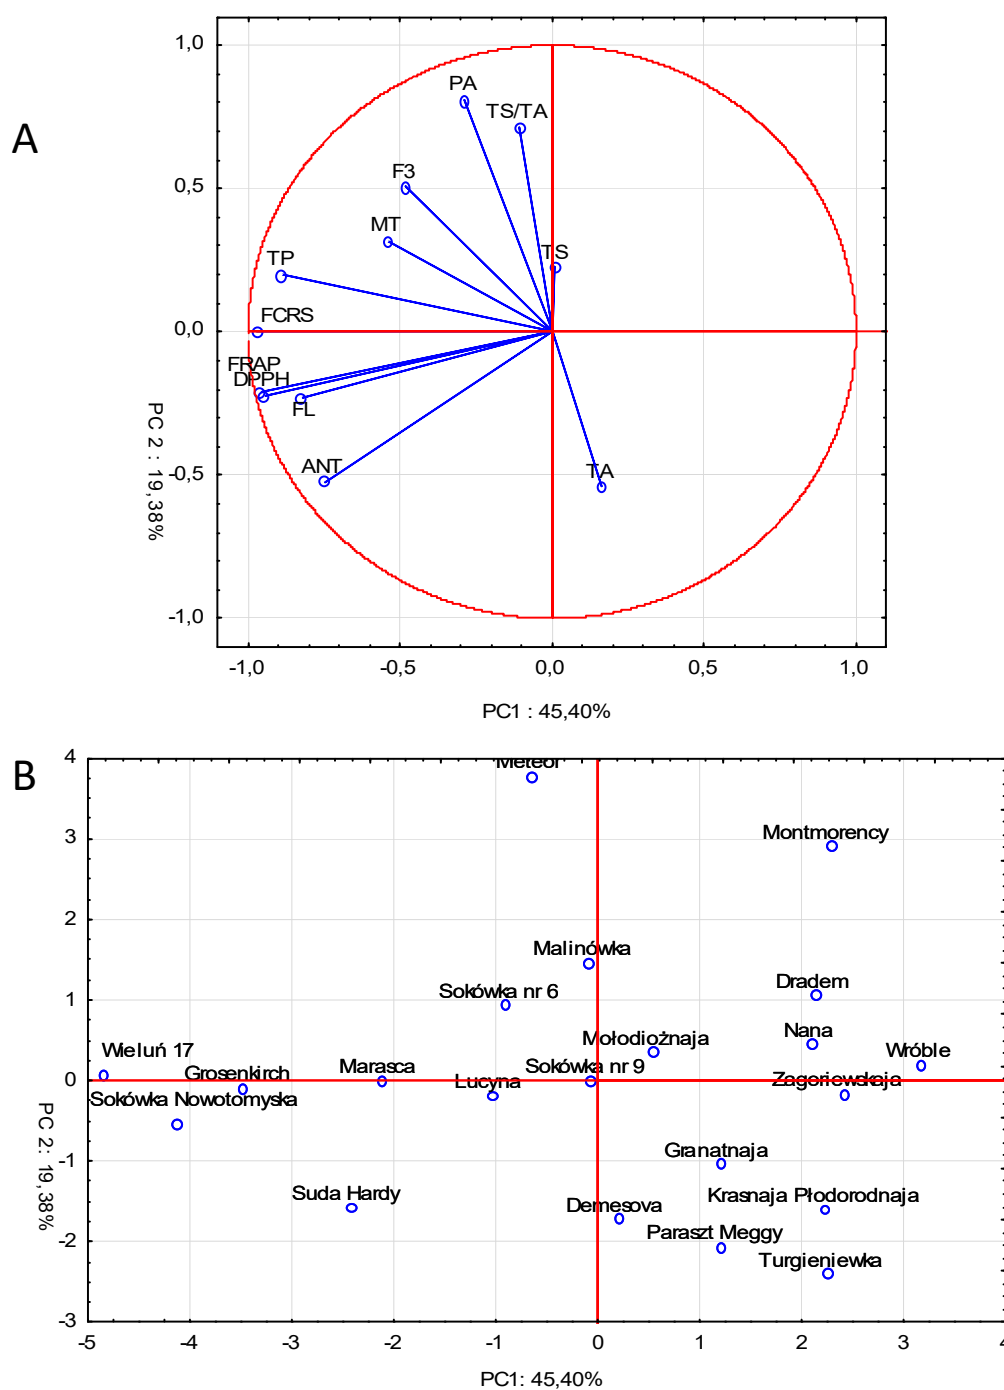 A
1,0
PA
TS/TA
0,5
F3
MT
TS
TP
FCRS
0,0
FRAP
DPPH
FL
ANT
TA
-0,5
-1,0
PC 2 : 19,38%
-1,0 -0,5 0,0 0,5 1,0
PC1 : 45,40%
B
4
Meteor
3
Montmorency
2
Malinówka
Dradem
1
Sokówka nr 6
Nana
Mołodiożnaja
Wróble
Wieluń 17
Grosenkirch
Marasca
Sokówka nr 9
Zagoriewskaja
0
Lucyna
Sokówka Nowotomyska
-1
Granatnaja
Suda Hardy
Krasnaja Płodorodnaja
Demesova
-2
Paraszt Meggy
Turgieniewka
-3
PC 2: 19,38%
-5 -4 -3 -2 -1 0 1 2 3 4
PC1: 45,40%